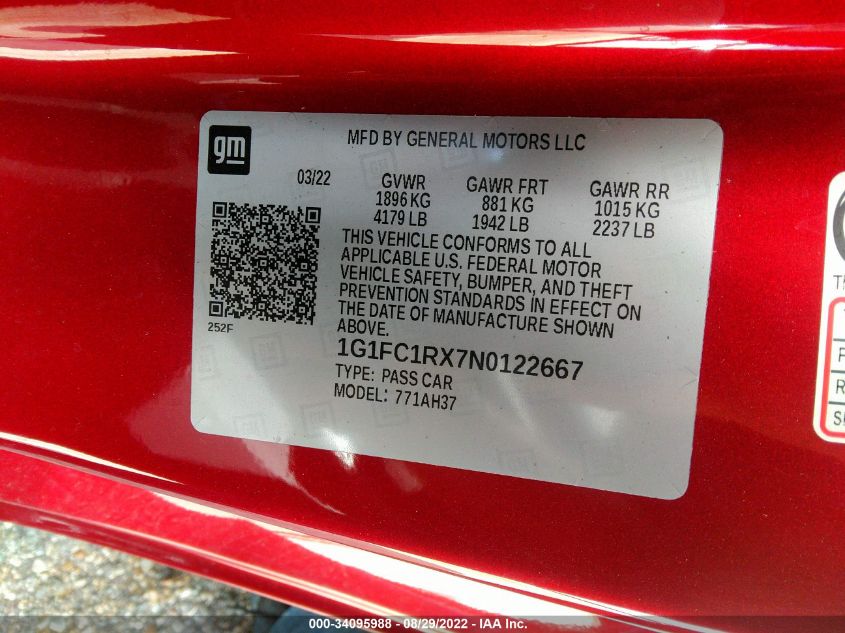 gm
MFD BY GENERAL MOTORS LLC
03/22
GVWR GAWR FRT GAWR RR
1896 KG 881 KG 1015 KG
4179 LB 1942 LB 2237 LB
THIS VEHICLE CONFORMS TO ALL
APPLICABLE U.S. FEDERAL MOTOR
VEHICLE SAFETY, BUMPER, AND THEFT
PREVENTION STANDARDS IN EFFECT ON
THE DATE OF MANUFACTURE SHOWN
ABOVE.
252F
1G1FC1RX7N0122667
TYPE: PASS CAR
MODEL: 771AH37
000-34095988 - 08/29/2022 - IAA Inc.